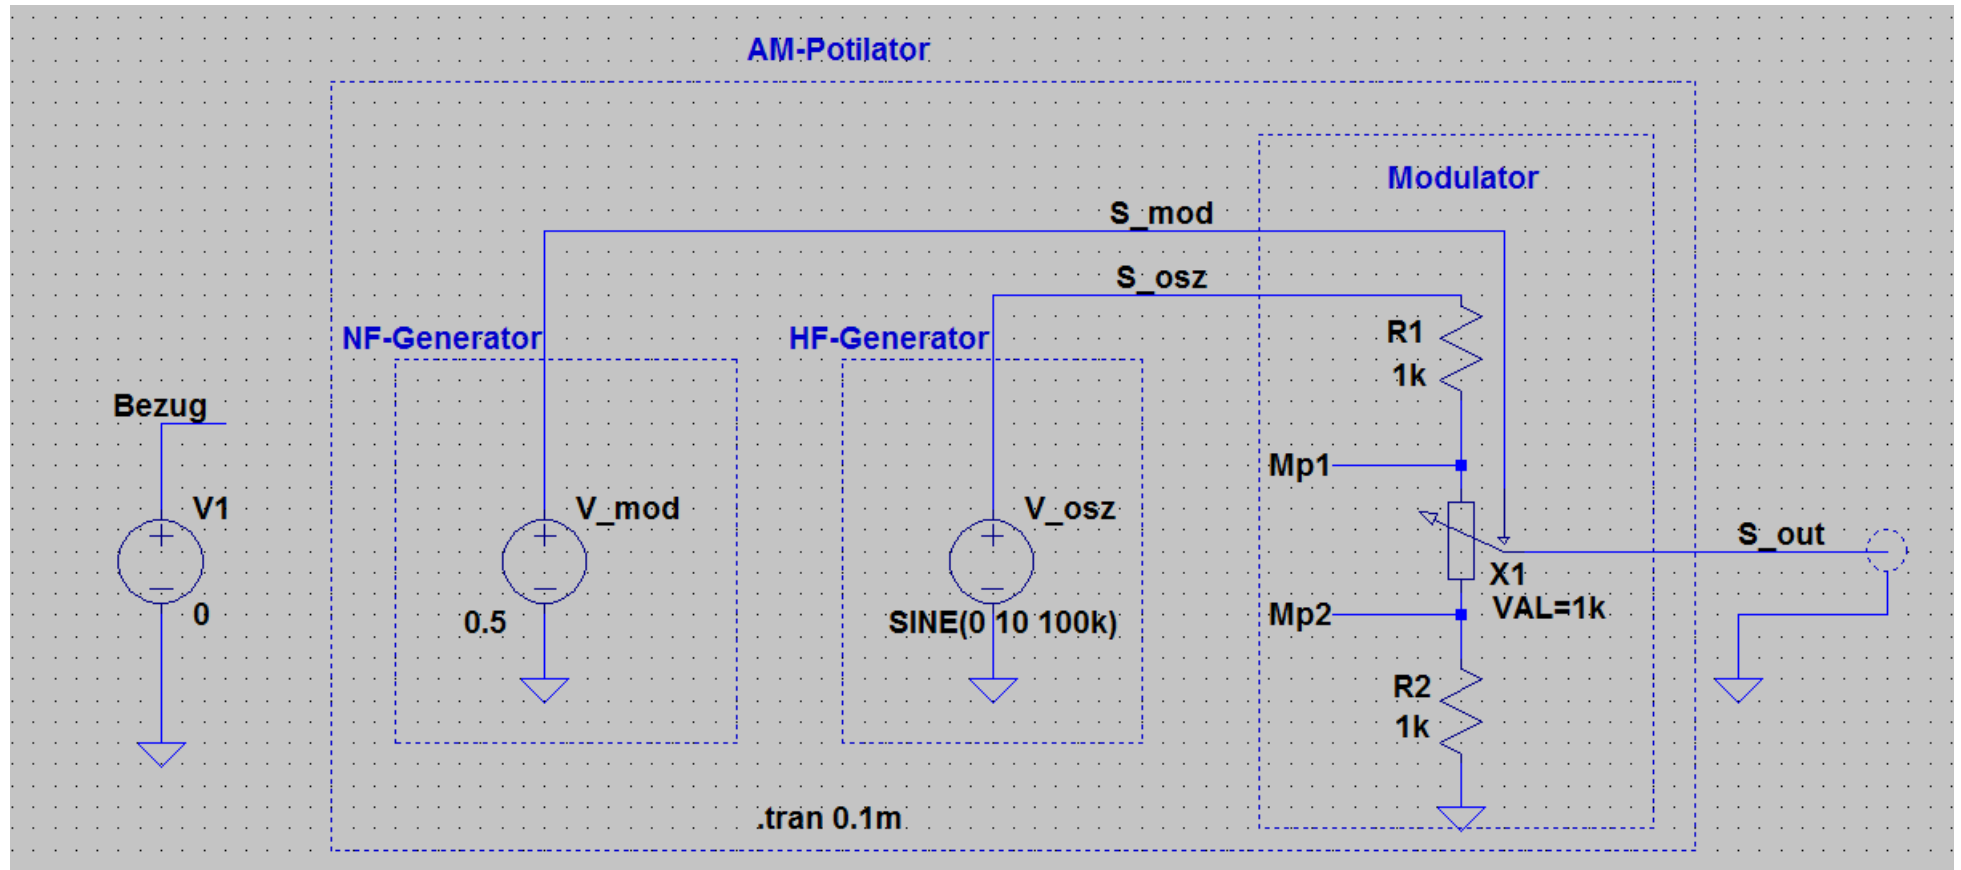 AM-Potilator
Modulator
S_mod
S_osz
NF-Generator
HF-Generator
R1
1k
Bezug
Mp1
V1
V_mod
V_osz
S_out
X1
VAL=1k
0
0.5
SINE(0 10 100k)
Mp2
R2
1k
.tran 0.1m